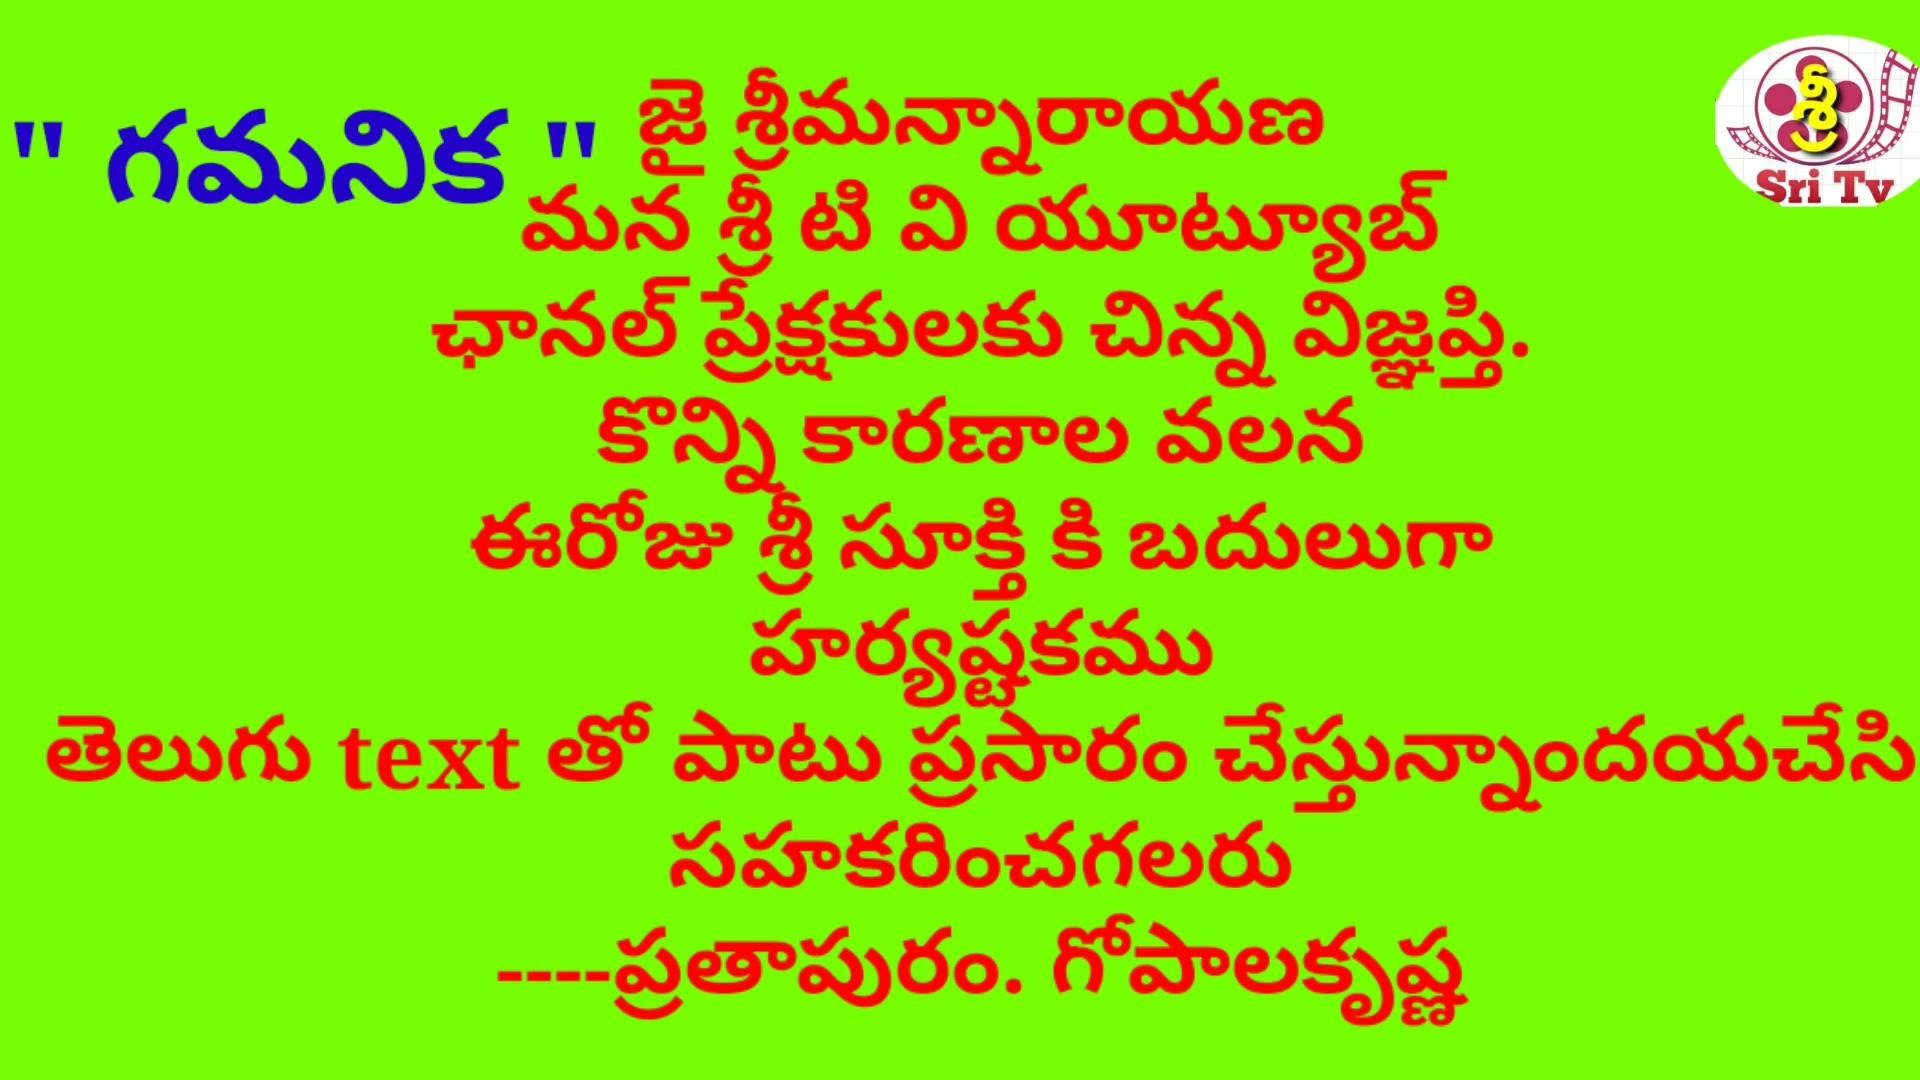 " గమనిక "
జై శ్రీమన్నారాయణ
మన శ్రీ టి వి యూట్యూబ్
ఛానల్ ప్రేక్షకులకు చిన్న విజ్ఞప్తి.
కొన్ని కారణాల వలన
ఈరోజు శ్రీ సూక్తి కి బదులుగా
హర్యష్టకము
తెలుగు text తో పాటు ప్రసారం చేస్తున్నాందయచేసి
సహకరించగలరు
----ప్రతాపురం. గోపాలకృష్ణ
శ్రీ
Sri Tv